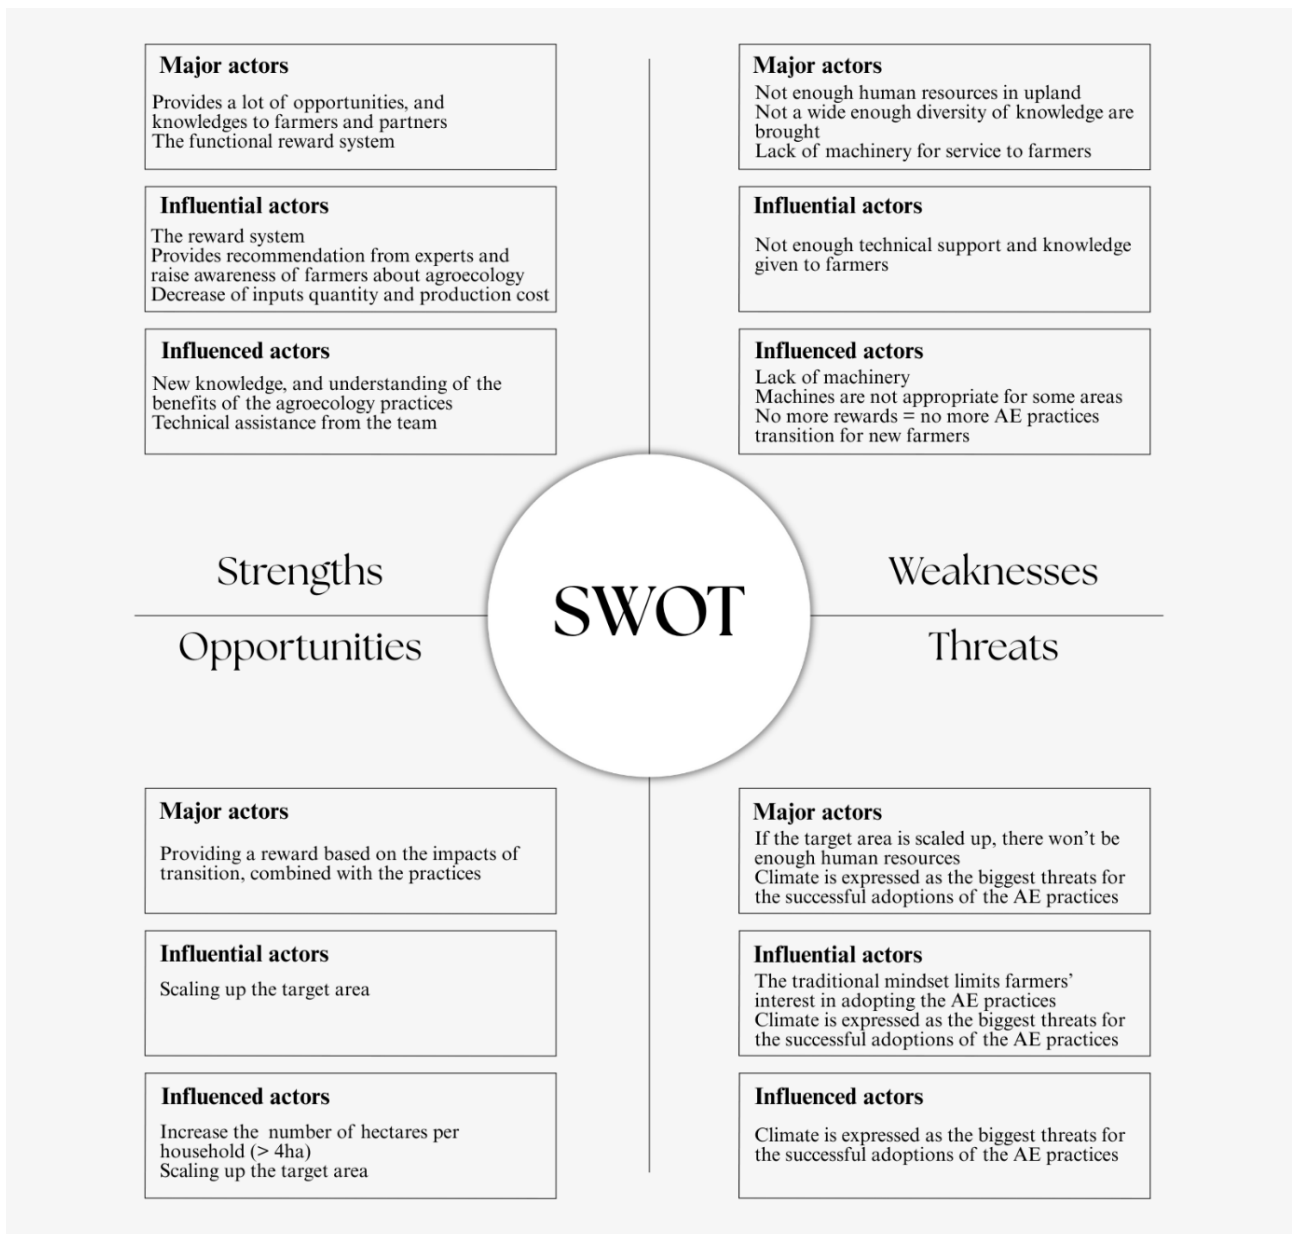 Major actors
Provides a lot of opportunities, and
knowledges to farmers and partners
The functional reward system
Influential actors
The reward system
Provides recommendation from experts and
raise awareness of farmers about agroecology
Decrease of inputs quantity and production cost
Influenced actors
New knowledge, and understanding of the
benefits of the agroecology practices
Technical assistance from the team
Strengths
Major actors
Not enough human resources in upland
Not a wide enough diversity of knowledge are
brought
Lack of machinery for service to farmers
Influential actors
Not enough technical support and knowledge
given to farmers
Influenced actors
Lack of machinery
Machines are not appropriate for some areas
No more rewards = no more AE practices
transition for new farmers
Weaknesses
SWOT
Opportunities
Major actors
Providing a reward based on the impacts of
transition, combined with the practices
Influential actors
Scaling up the target area
Influenced actors
Increase the number of hectares per
household (> 4ha)
Scaling up the target area
Threats
Major actors
If the target area is scaled up, there won't be
enough human resources
Climate is expressed as the biggest threats for
the successful adoptions of the AE practices
Influential actors
The traditional mindset limits farmers'
interest in adopting the AE practices
Climate is expressed as the biggest threats for
the successful adoptions of the AE practices
Influenced actors
Climate is expressed as the biggest threats for
the successful adoptions of the AE practices